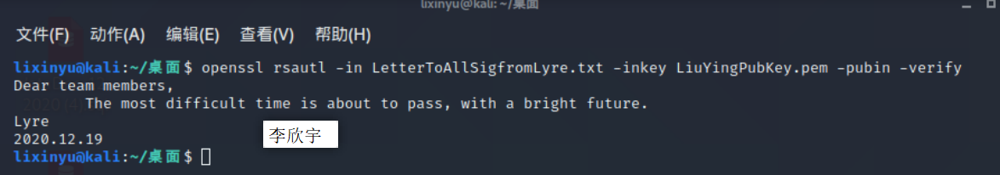 lixinyu@kali: ~/桌面
文件(F) 动作(A) 编辑(E) 查看(V) 帮助(H)
lixinyu@kali:~/桌面$ openssl rsautl -in LetterToAllSigfromLyre.txt -inkey LiuYingPubKey.pem -pubin -verify
Dear team members,
        The most difficult time is about to pass, with a bright future.
Lyre
李欣宇
2020.12.19
lixinyu@kali:~/桌面$